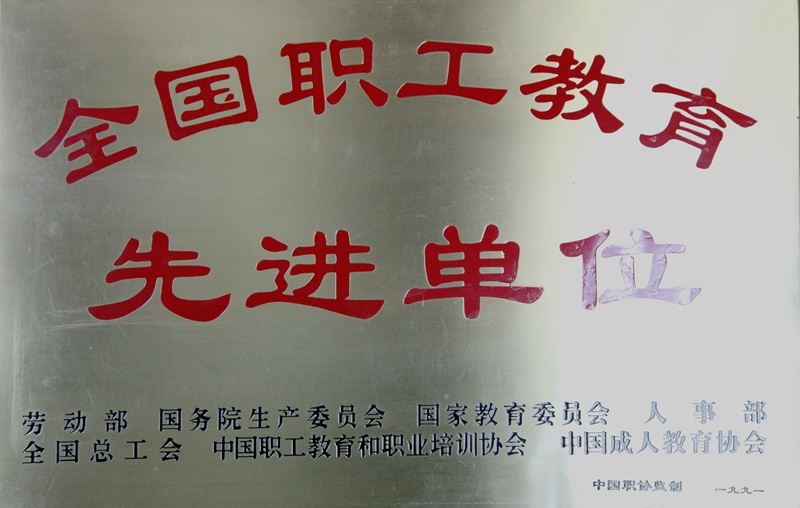 全国职工教育
先进单位
劳动部 国务院生产委员会 国家教育委员会 人事部
全国总工会 中国职工教育和职业培训协会 中国成人教育协会
中国职协监制 一九九一